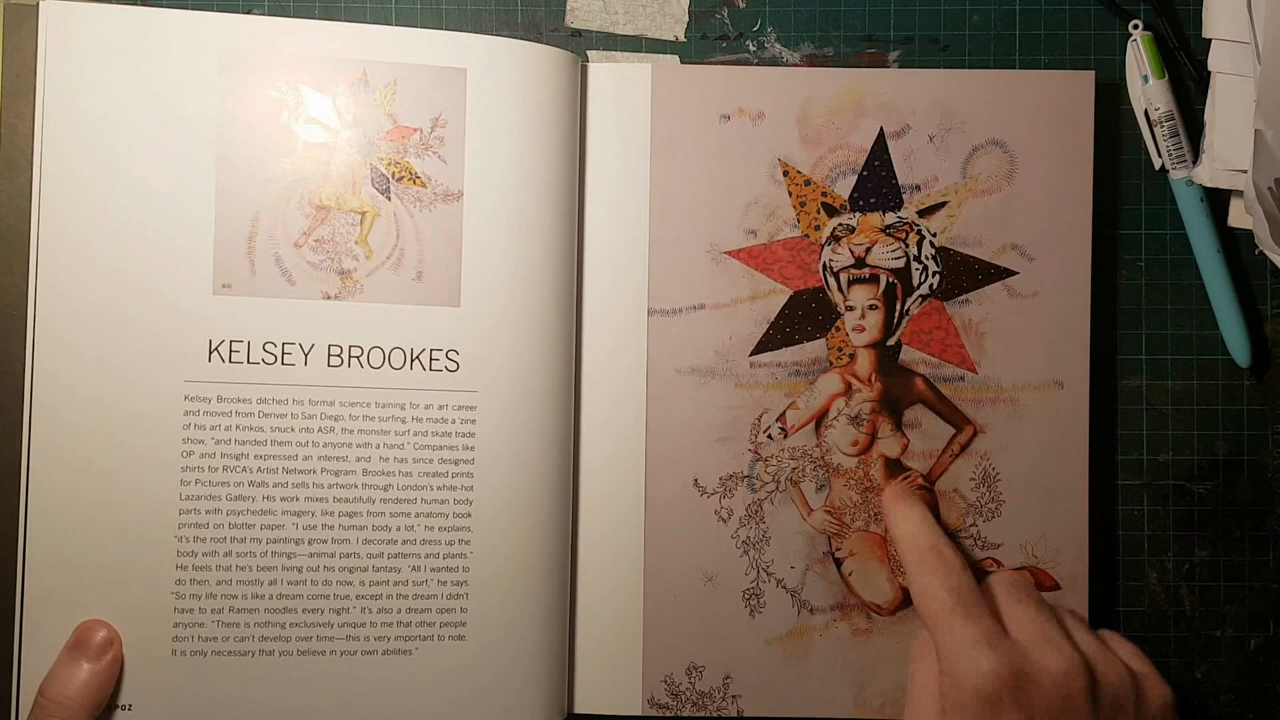 KELSEY BROOKES
Kelsey Brookes ditched his formal science training for an art career
and moved from Denver to San Diego, for the surfing. He made a 'zine
of his art at Kinkos, snuck into ASR, the monster surf and skate trade
show, "and handed them out to anyone with a hand." Companies like
OP and Insight expressed an interest, and he has since designed
shirts for RVCA's Artist Network Program. Brookes has created prints
for Pictures on Walls and sells his artwork through London's white-hot
Lazarides Gallery. His work mixes beautifully rendered human body
parts with psychedelic imagery, like pages from some anatomy book
printed on blotter paper. "I use the human body a lot," he explains,
"it's the root that my paintings grow from. I decorate and dress up the
body with all sorts of things—animal parts, quilt patterns and plants."
He feels that he's been living out his original fantasy. "All I wanted to
do then, and mostly all I want to do now, is paint and surf," he says.
"So my life now is like a dream come true, except in the dream I didn't
have to eat Ramen noodles every night." It's also a dream open to
anyone: "There is nothing exclusively unique to me that other people
don't have or can't develop over time—this is very important to note.
It is only necessary that you believe in your own abilities."